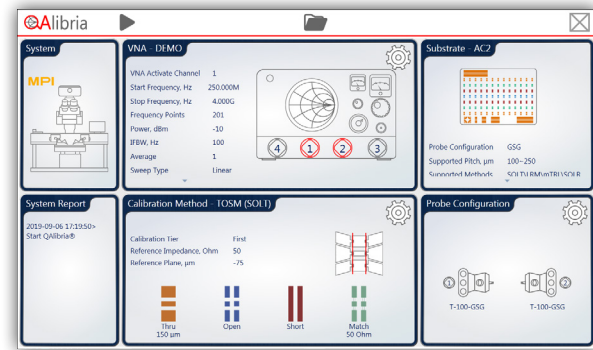 QAlibria
System
MPI
VNA - DEMO
VNA Activate Channel 1
Start Frequency, Hz 250.000M
Stop Frequency, Hz 4.000G
Frequency Points 201
Power, dBm -10
IFBW, Hz 100
Average 1
Sweep Type Linear
4 1 2 3
Substrate - AC2
Probe Configuration GSG
Supported Pitch, µm 100~250
Supported Methods SOLT\LRM\mTRL\SOLR
System Report
2019-09-06 17:19:50>
Start QAlibria®
Calibration Method - TOSM (SOLT)
Calibration Tier First
Reference Impedance, Ohm 50
Reference Plane, µm -75
Thru Open Short Match
150 µm 50 Ohm
Probe Configuration
1 2
T-100-GSG T-100-GSG